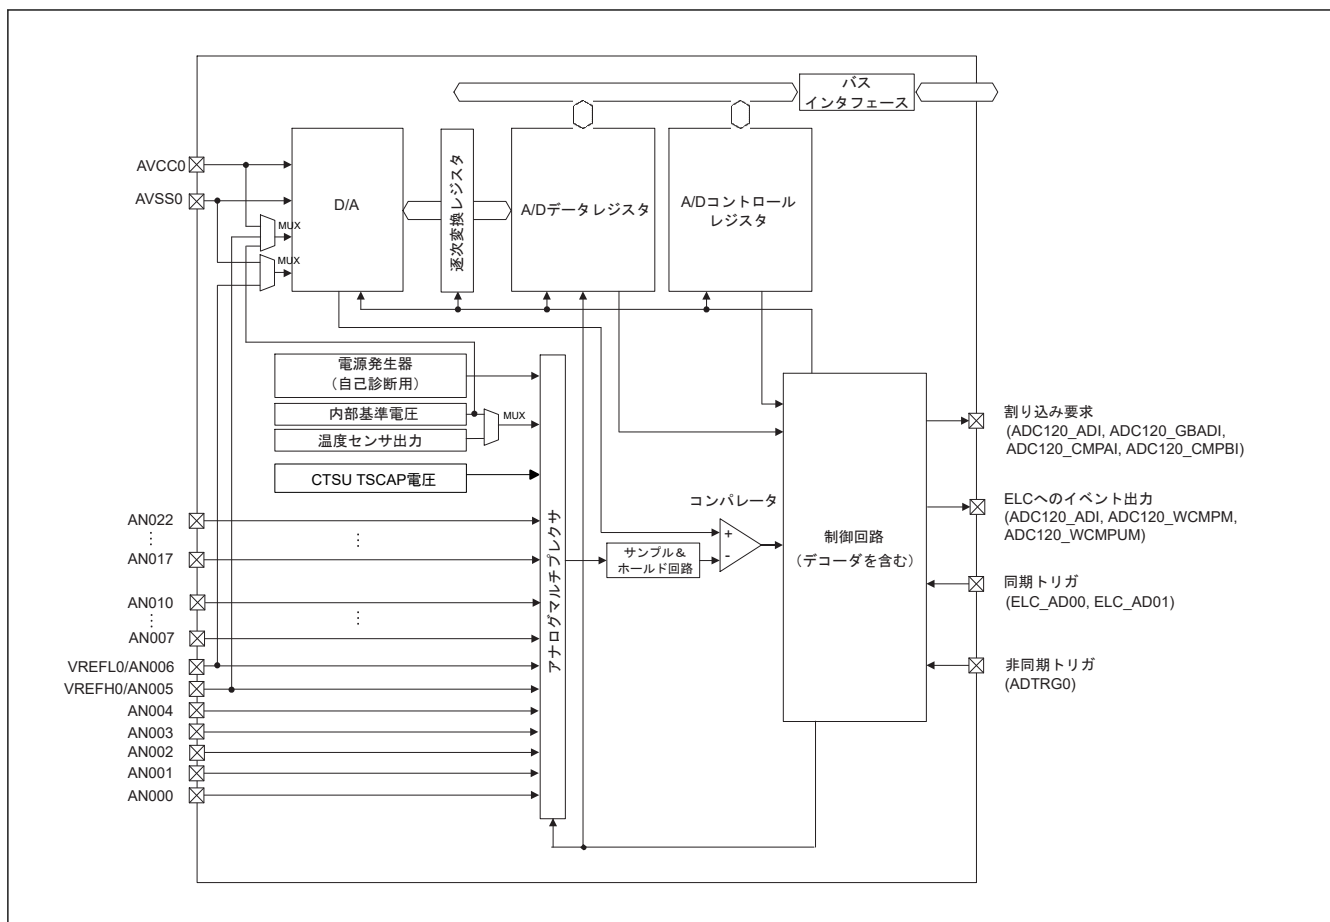 バス
インタフェース
AVCC0
AVSS0
MUX
MUX
D/A
逐次変換レジスタ
A/Dデータレジスタ
A/Dコントロール
レジスタ
電源発生器
（自己診断用）
内部基準電圧
温度センサ出力
MUX
CTSU TSCAP電圧
アナログマルチプレクサ
コンパレータ
+
-
サンプル＆
ホールド回路
制御回路
（デコーダを含む）
割り込み要求
(ADC120_ADI, ADC120_GBADI,
ADC120_CMPAI, ADC120_CMPBI)
ELCへのイベント出力
(ADC120_ADI, ADC120_WCMPM,
ADC120_WCMPUM)
同期トリガ
(ELC_AD00, ELC_AD01)
非同期トリガ
(ADTRG0)
AN022
AN017
AN010
AN007
VREFL0/AN006
VREFH0/AN005
AN004
AN003
AN002
AN001
AN000